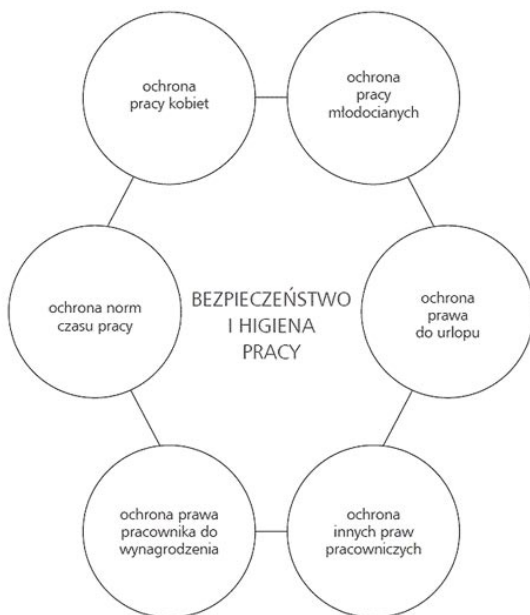 ochrona
pracy kobiet
ochrona
pracy
młodocianych
ochrona norm
czasu pracy
BEZPIECZEŃSTWO
I HIGIENA
PRACY
ochrona
prawa
do urlopu
ochrona prawa
pracownika do
wynagrodzenia
ochrona
innych praw
pracowniczych